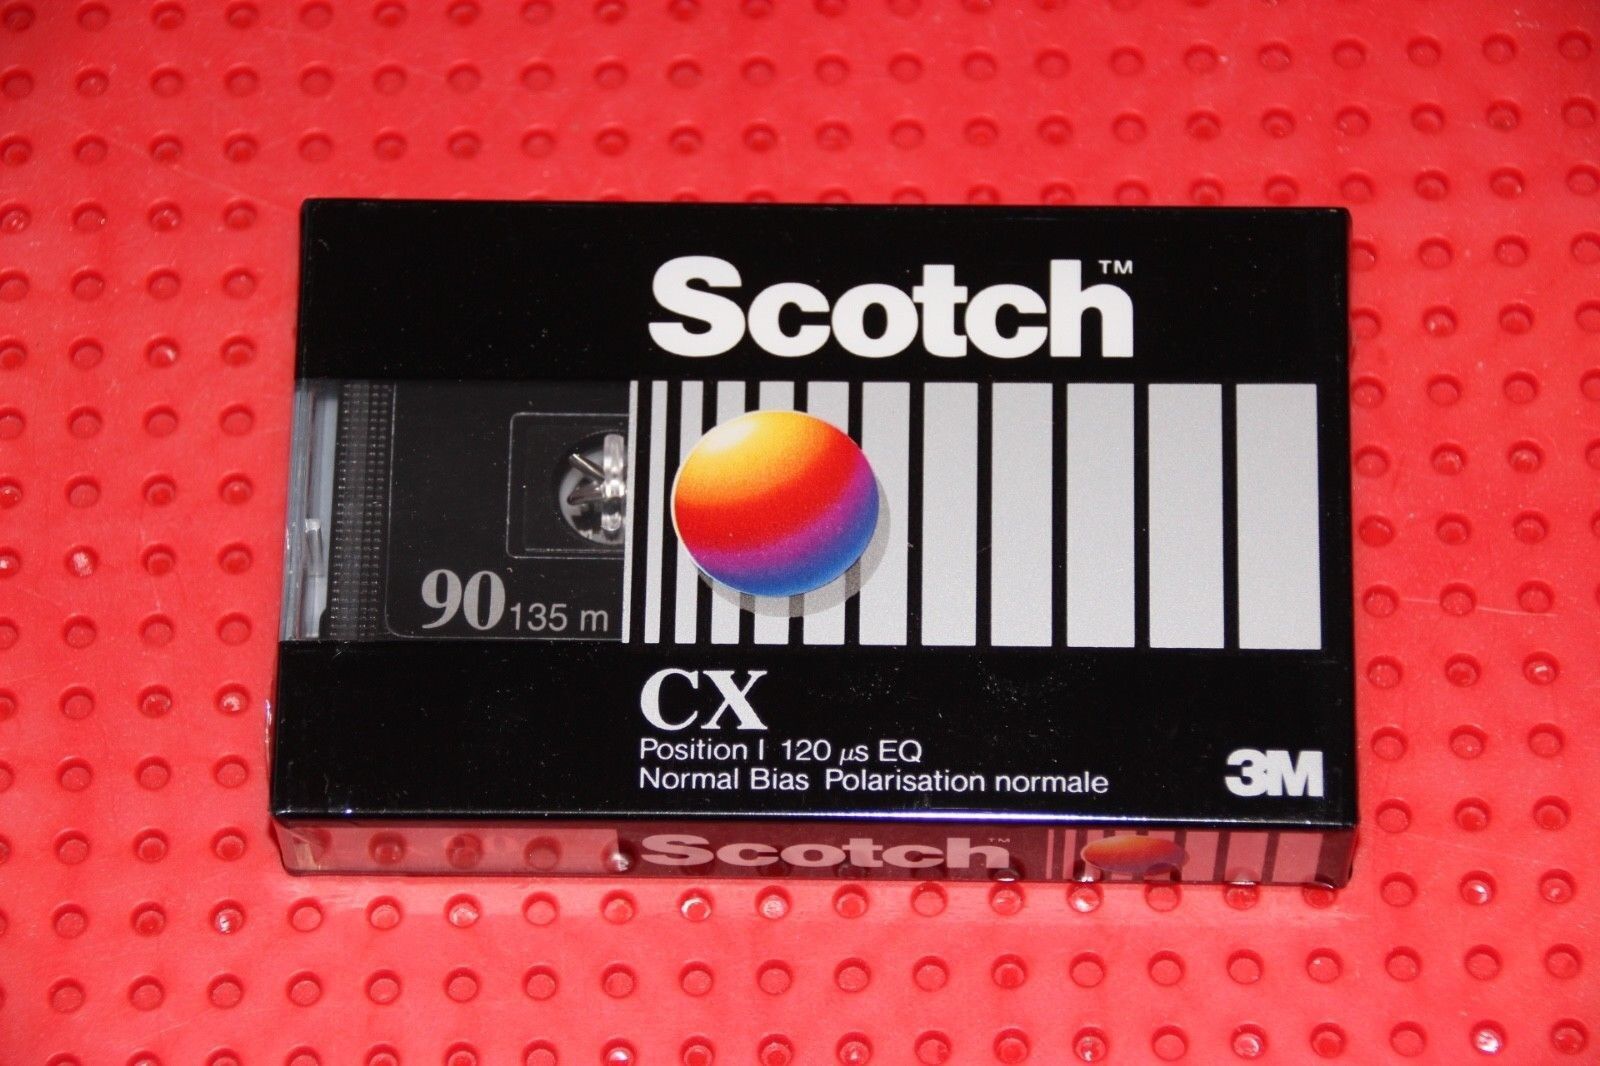 Scotch™
90 135 m
CX
Position I 120 µs EQ
Normal Bias Polarisation normale
3M
Scotch™